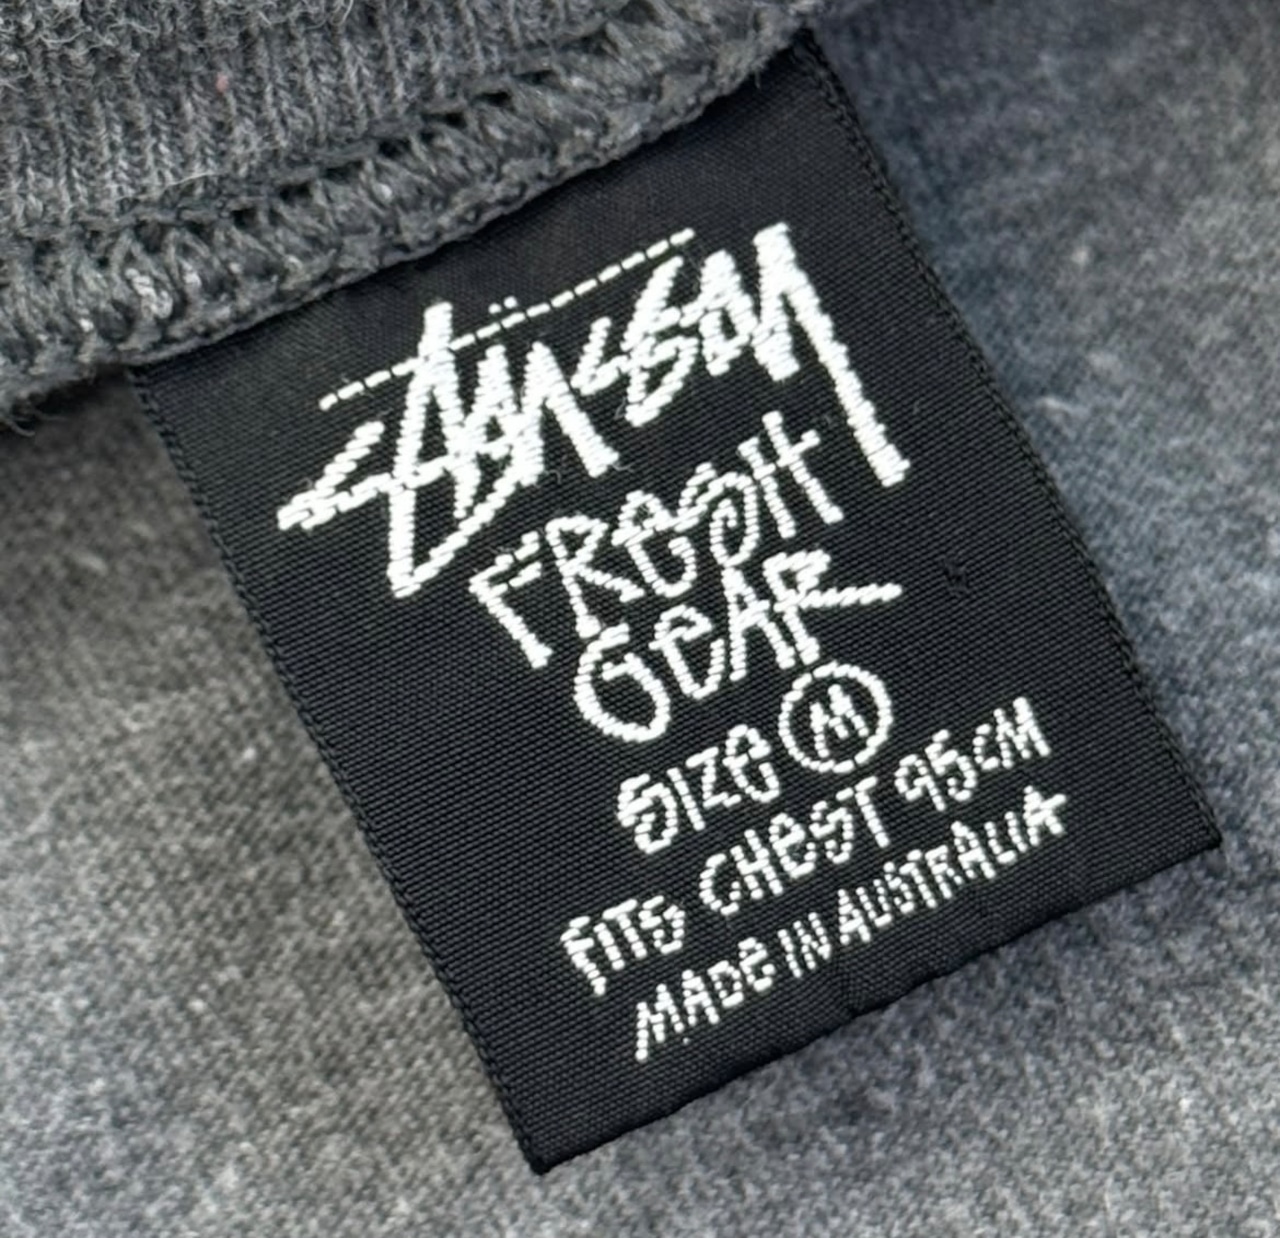 Stüssy
FResH
GeAR
SIZe M
FITS CHesT 95cM
MADe IN AUSTRALIA